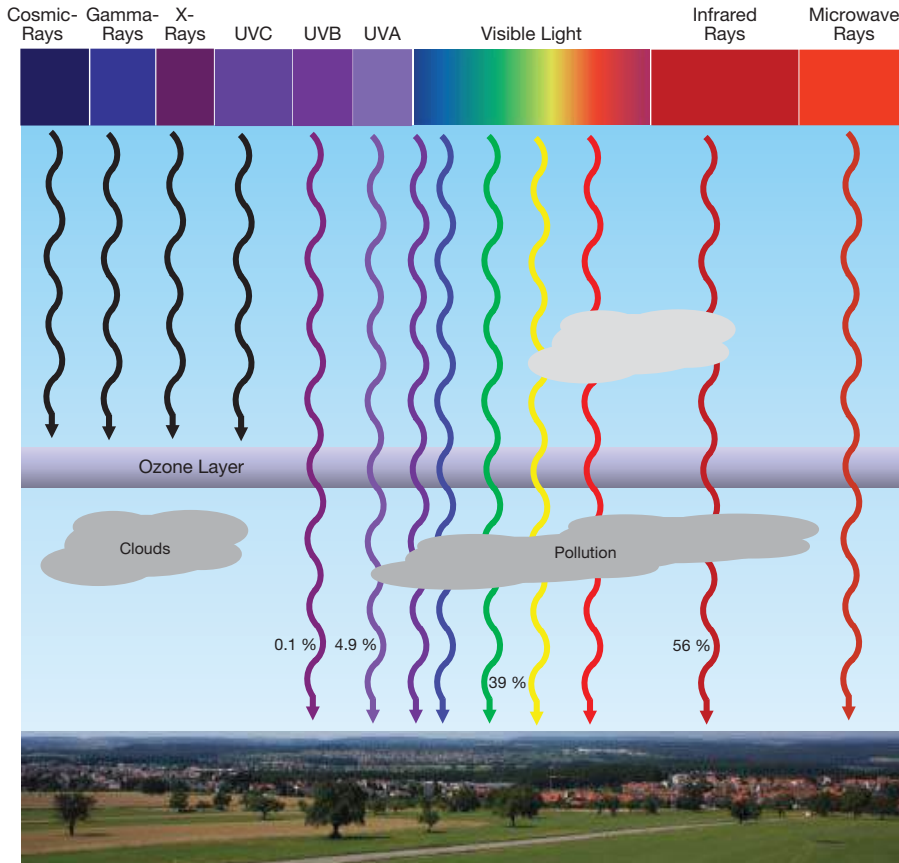 Cosmic-
Rays
Gamma-
Rays
X-
Rays
UVC
UVB
UVA
Visible Light
Infrared
Rays
Microwave
Rays
Ozone Layer
Clouds
Pollution
0.1 %
4.9 %
56 %
39 %